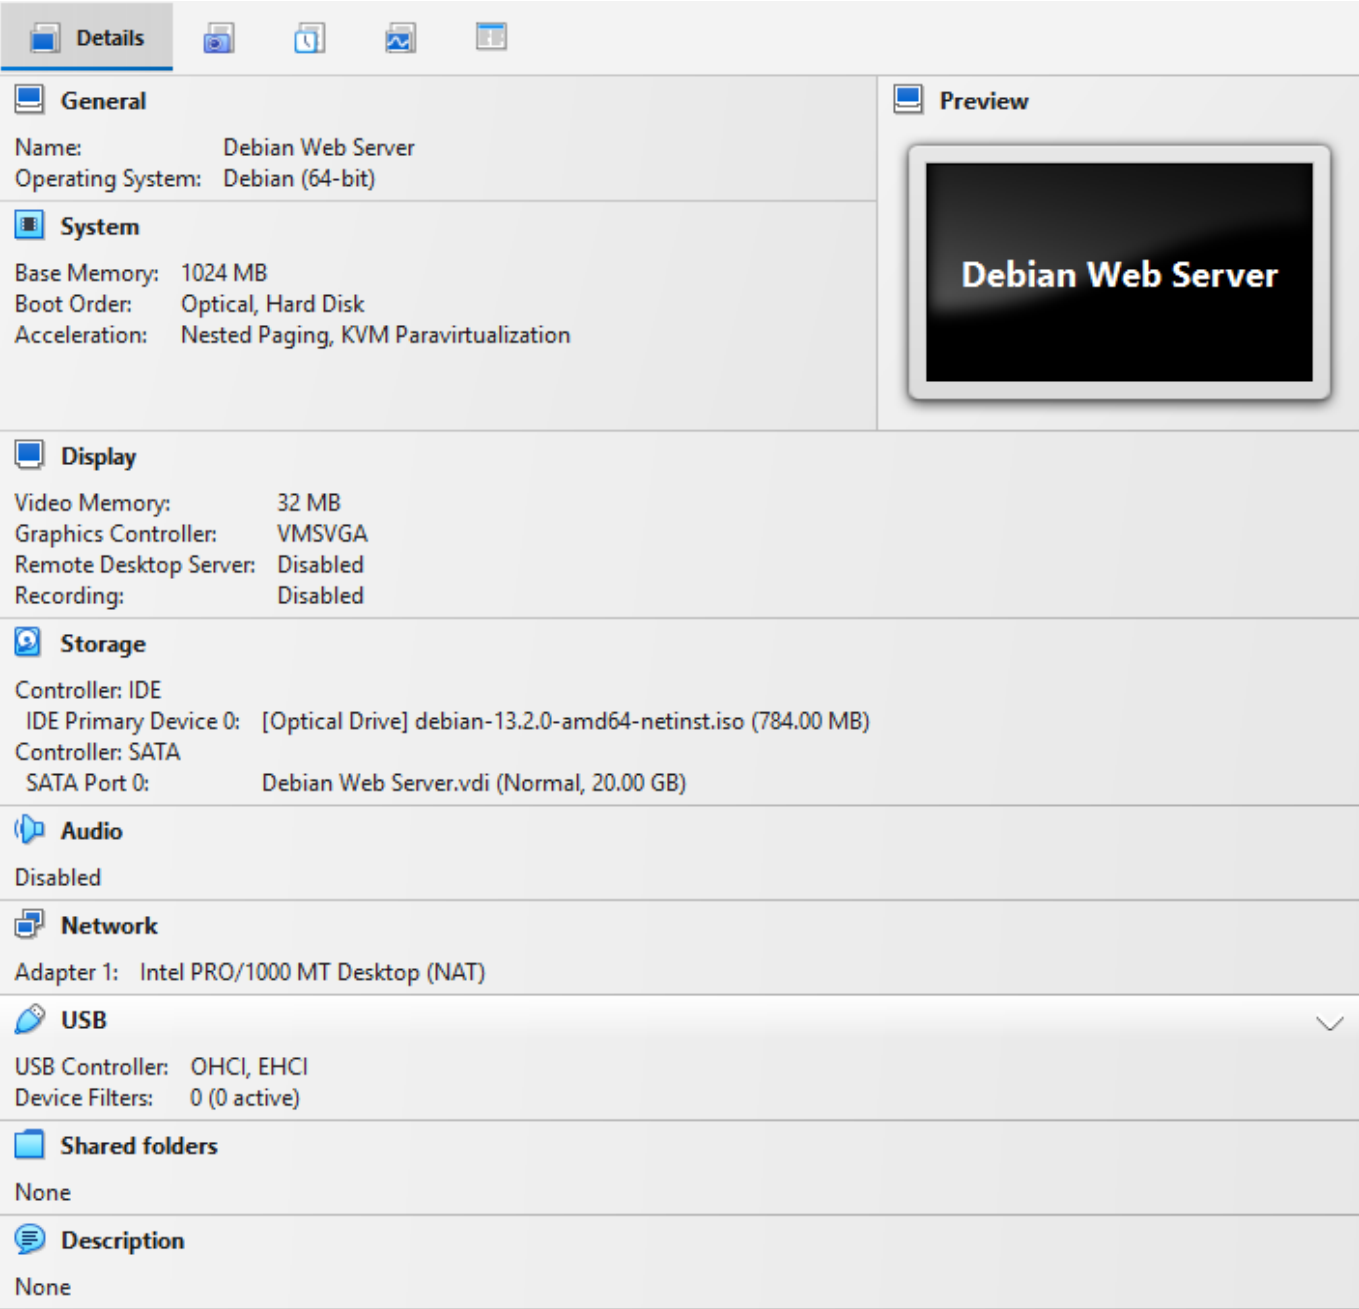 Details
General
Name: Debian Web Server
Operating System: Debian (64-bit)
Preview
Debian Web Server
System
Base Memory: 1024 MB
Boot Order: Optical, Hard Disk
Acceleration: Nested Paging, KVM Paravirtualization
Display
Video Memory: 32 MB
Graphics Controller: VMSVGA
Remote Desktop Server: Disabled
Recording: Disabled
Storage
Controller: IDE
IDE Primary Device 0: [Optical Drive] debian-13.2.0-amd64-netinst.iso (784.00 MB)
Controller: SATA
SATA Port 0: Debian Web Server.vdi (Normal, 20.00 GB)
Audio
Disabled
Network
Adapter 1: Intel PRO/1000 MT Desktop (NAT)
USB
USB Controller: OHCI, EHCI
Device Filters: 0 (0 active)
Shared folders
None
Description
None